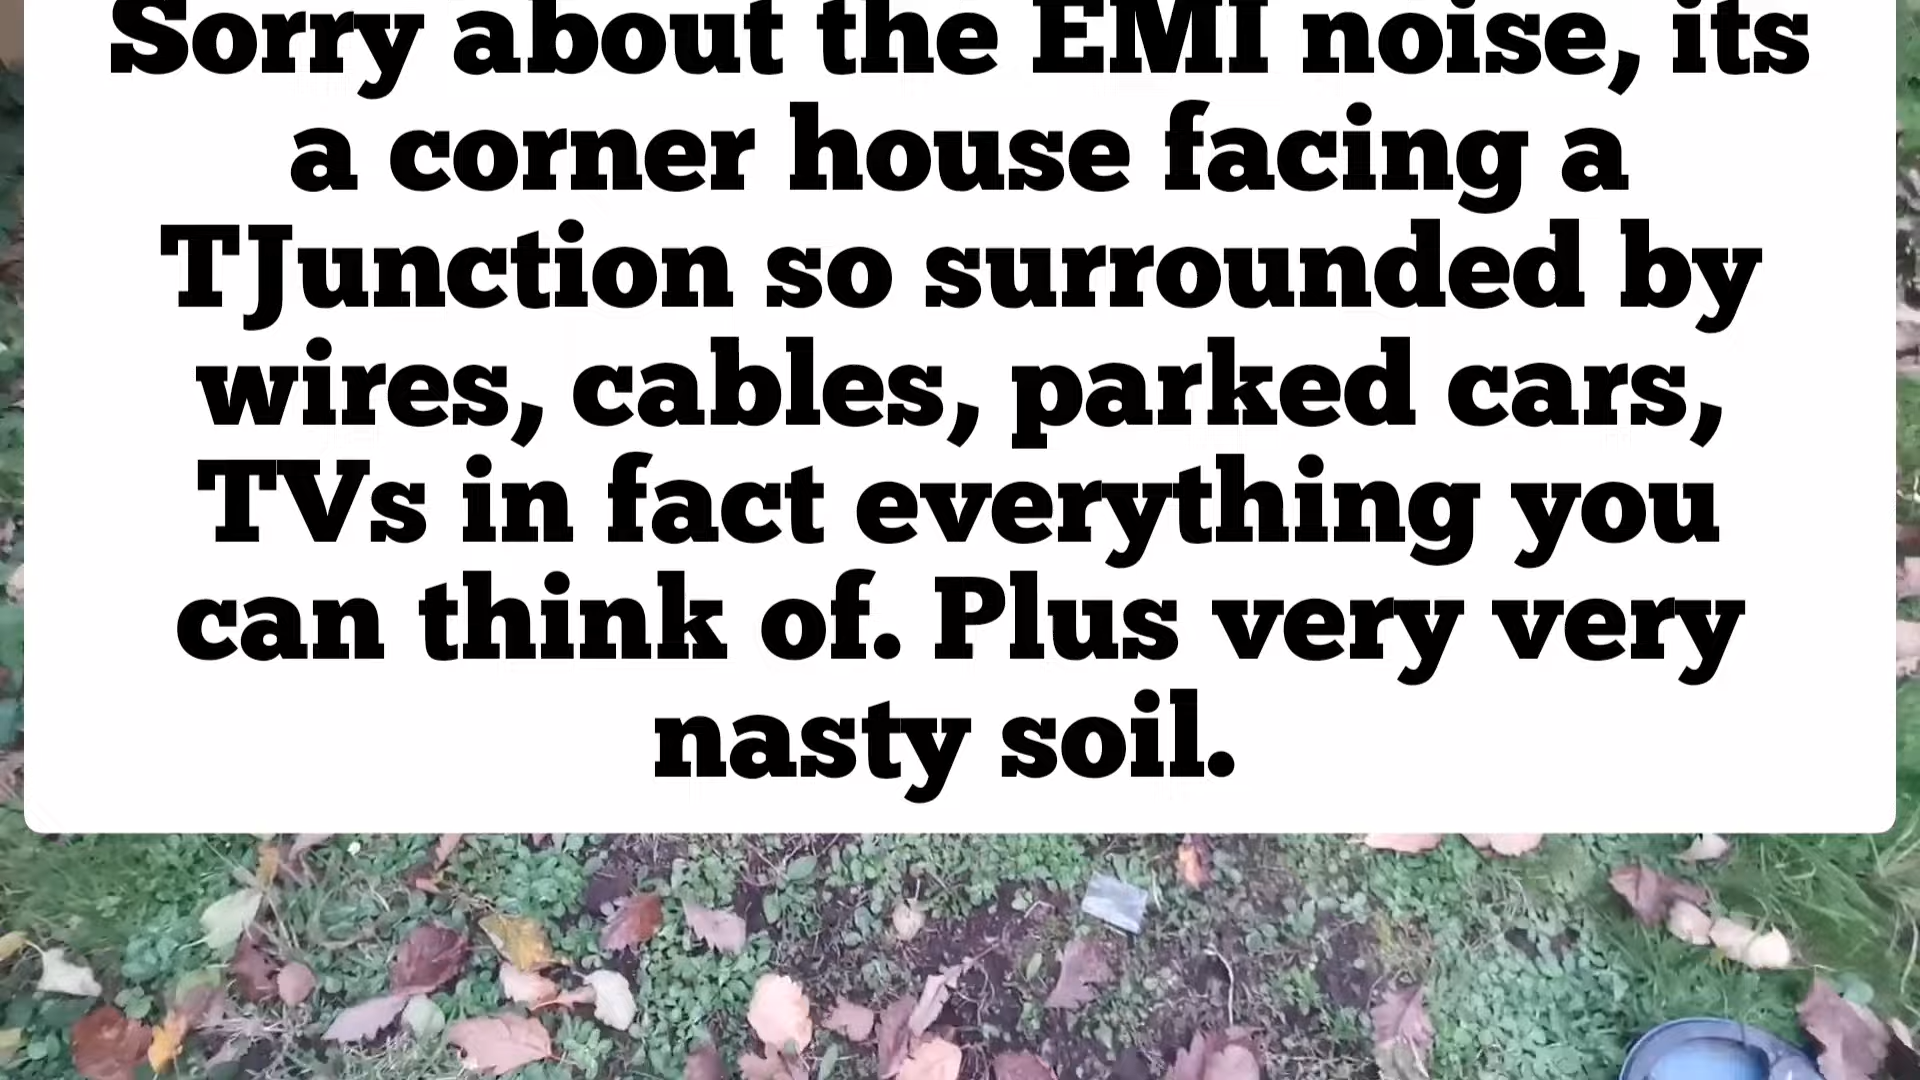 Sorry about the EMI noise, its
a corner house facing a
TJunction so surrounded by
wires, cables, parked cars,
TVs in fact everything you
can think of. Plus very very
nasty soil.